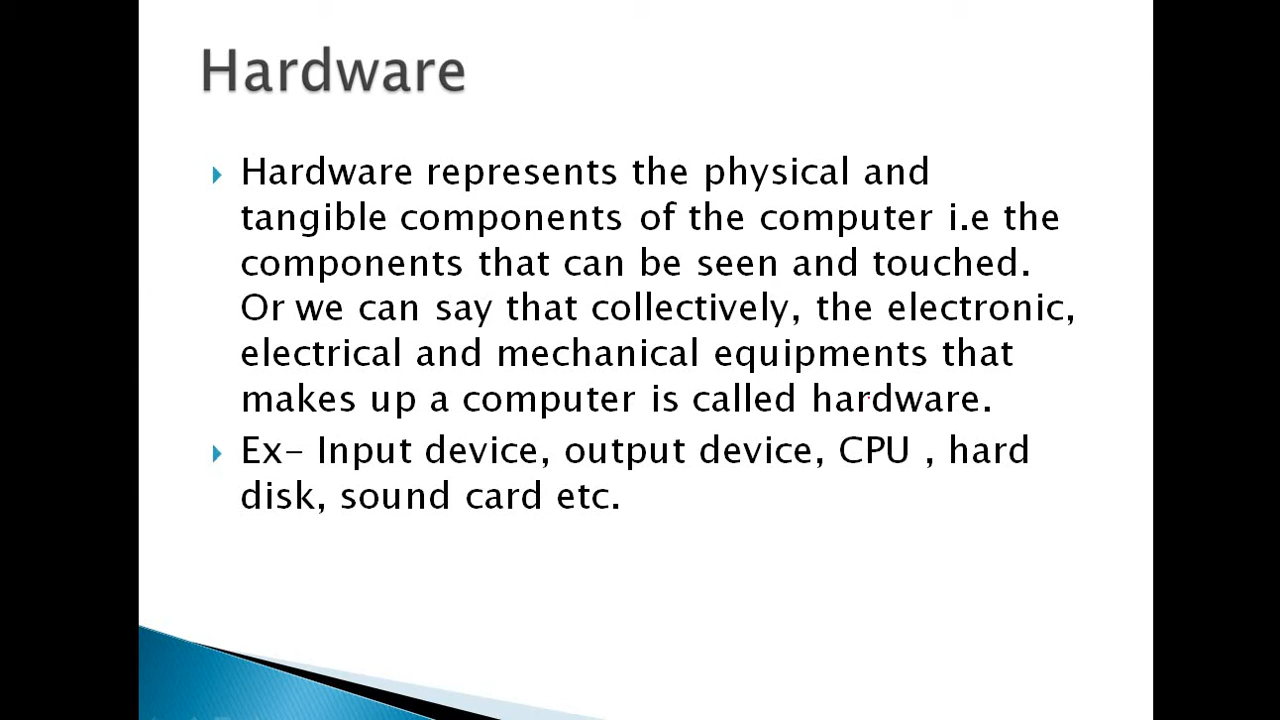 Hardware
Hardware represents the physical and
tangible components of the computer i.e the
components that can be seen and touched.
Or we can say that collectively, the electronic,
electrical and mechanical equipments that
makes up a computer is called hardware.
Ex- Input device, output device, CPU , hard
disk, sound card etc.